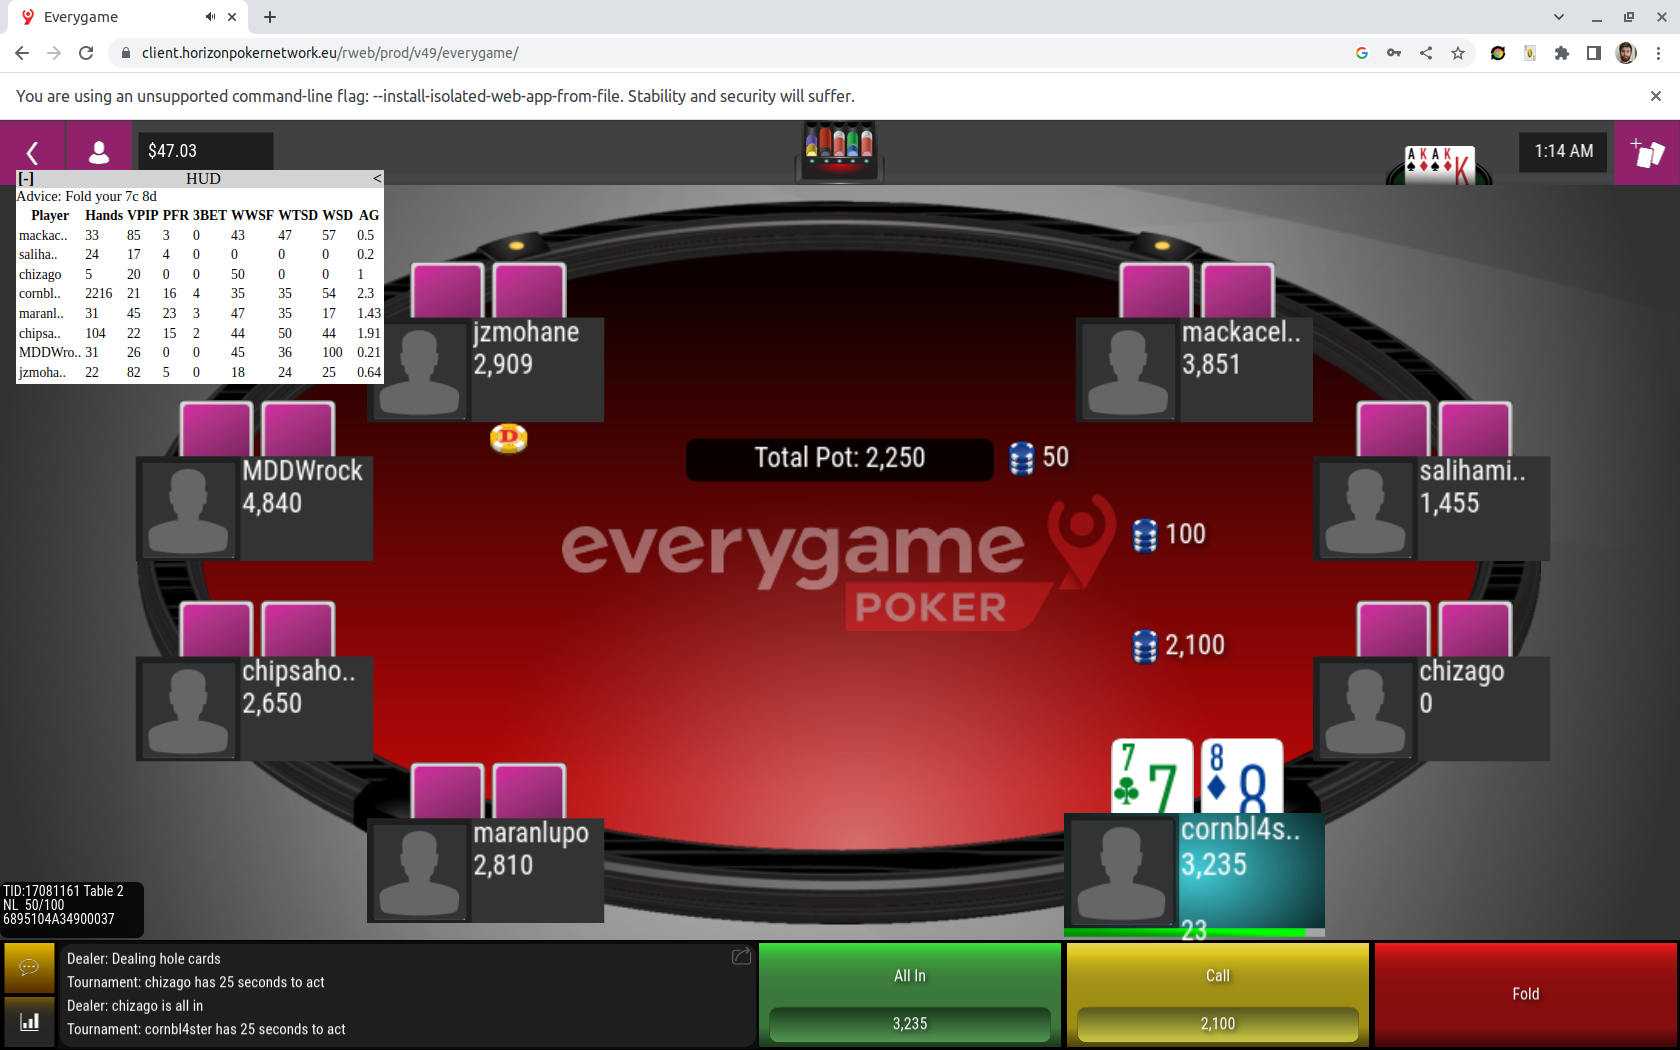 Everygame
client.horizonpokernetwork.eu/rweb/prod/v49/everygame/
You are using an unsupported command-line flag: --install-isolated-web-app-from-file. Stability and security will suffer.
$47.03
A K A K K
1:14 AM
[-] HUD <
Advice: Fold your 7c 8d
Player Hands VPIP PFR 3BET WWSF WTSD WSD AG
mackac.. 33 85 3 0 43 47 57 0.5
saliha.. 24 17 4 0 0 0 0 0.2
chizago 5 20 0 0 50 0 0 1
cornbl.. 2216 21 16 4 35 35 54 2.3
maranl.. 31 45 23 3 47 35 17 1.43
chipsa.. 104 22 15 2 44 50 44 1.91
MDDWro.. 31 26 0 0 45 36 100 0.21
jzmoha.. 22 82 5 0 18 24 25 0.64
jzmohane
2,909
mackacel..
3,851
D
Total Pot: 2,250
50
MDDWrock
4,840
salihami..
1,455
100
everygame
POKER
2,100
chipsaho..
2,650
chizago
0
7 7
8 8
maranlupo
2,810
cornbl4s..
3,235
23
TID:17081161 Table 2
NL 50/100
6895104A34900037
Dealer: Dealing hole cards
Tournament: chizago has 25 seconds to act
Dealer: chizago is all in
Tournament: cornbl4ster has 25 seconds to act
All In
3,235
Call
2,100
Fold